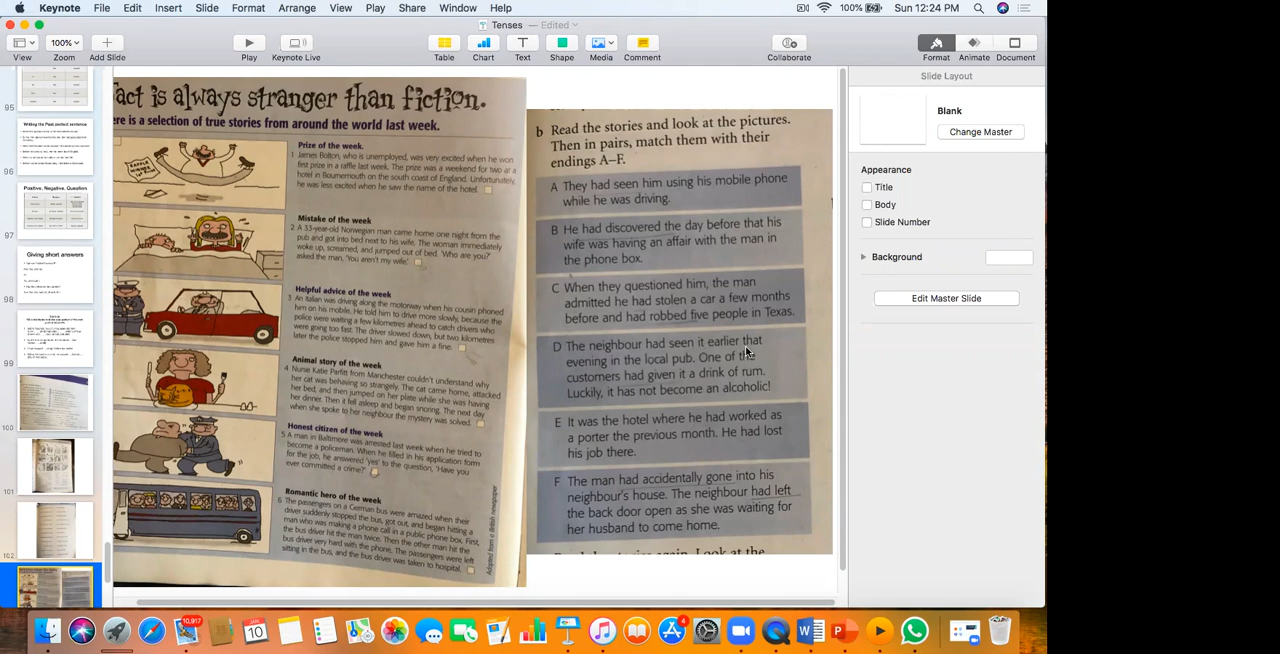 Keynote File Edit Insert Slide Format Arrange View Play Share Window Help
100% Sun 12:24 PM
Tenses — Edited
100%
View Zoom Add Slide
Play Keynote Live
Table Chart Text Shape Media Comment
Collaborate
Format Animate Document
95
96
97
98
99
100
101
102
Writing the Past perfect sentence
Positive, Negative, Question
Giving short answers
act is always stranger than fiction.
ere is a selection of true stories from around the world last week.
RAFFLE
WINNER
Prize of the week.
1 James Bolton, who is unemployed, was very excited when he won
first prize in a raffle last week. The prize was a weekend for two at a
hotel in Bournemouth on the south coast of England. Unfortunately,
he was less excited when he saw the name of the hotel.
Mistake of the week
2 A 33-year-old Norwegian man came home one night from the
pub and got into bed next to his wife. The woman immediately
woke up, screamed, and jumped out of bed. 'Who are you?'
asked the man. 'You aren't my wife.'
Helpful advice of the week
3 An Italian was driving along the motorway when his cousin phoned
him on his mobile. He told him to drive more slowly, because the
police were waiting a few kilometres ahead to catch drivers who
were going too fast. The driver slowed down, but two kilometres
later the police stopped him and gave him a fine.
Animal story of the week
4 Nurse Katie Parfitt from Manchester couldn't understand why
her cat was behaving so strangely. The cat came home, attacked
her bed, and then jumped on her plate while she was having
her dinner. Then it fell asleep and began snoring. The next day
when she spoke to her neighbour the mystery was solved.
Honest citizen of the week
5 A man in Baltimore was arrested last week when he tried to
become a policeman. When he filled in his application form
for the job, he answered 'yes' to the question, 'Have you
ever committed a crime?'
Romantic hero of the week
6 The passengers on a German bus were amazed when their
driver suddenly stopped the bus, got out, and began hitting a
man who was making a phone call in a public phone box. First,
the bus driver hit the man twice. Then the other man hit the
bus driver very hard with the phone. The passengers were left
sitting in the bus, and the bus driver was taken to hospital.
Adapted from a British newspaper
b Read the stories and look at the pictures.
Then in pairs, match them with their
endings A–F.
A They had seen him using his mobile phone
while he was driving.
B He had discovered the day before that his
wife was having an affair with the man in
the phone box.
C When they questioned him, the man
admitted he had stolen a car a few months
before and had robbed five people in Texas.
D The neighbour had seen it earlier that
evening in the local pub. One of the
customers had given it a drink of rum.
Luckily, it has not become an alcoholic!
E It was the hotel where he had worked as
a porter the previous month. He had lost
his job there.
F The man had accidentally gone into his
neighbour's house. The neighbour had left
the back door open as she was waiting for
her husband to come home.
Slide Layout
Blank
Change Master
Appearance
Title
Body
Slide Number
Background
Edit Master Slide
10,917
JAN
10
4